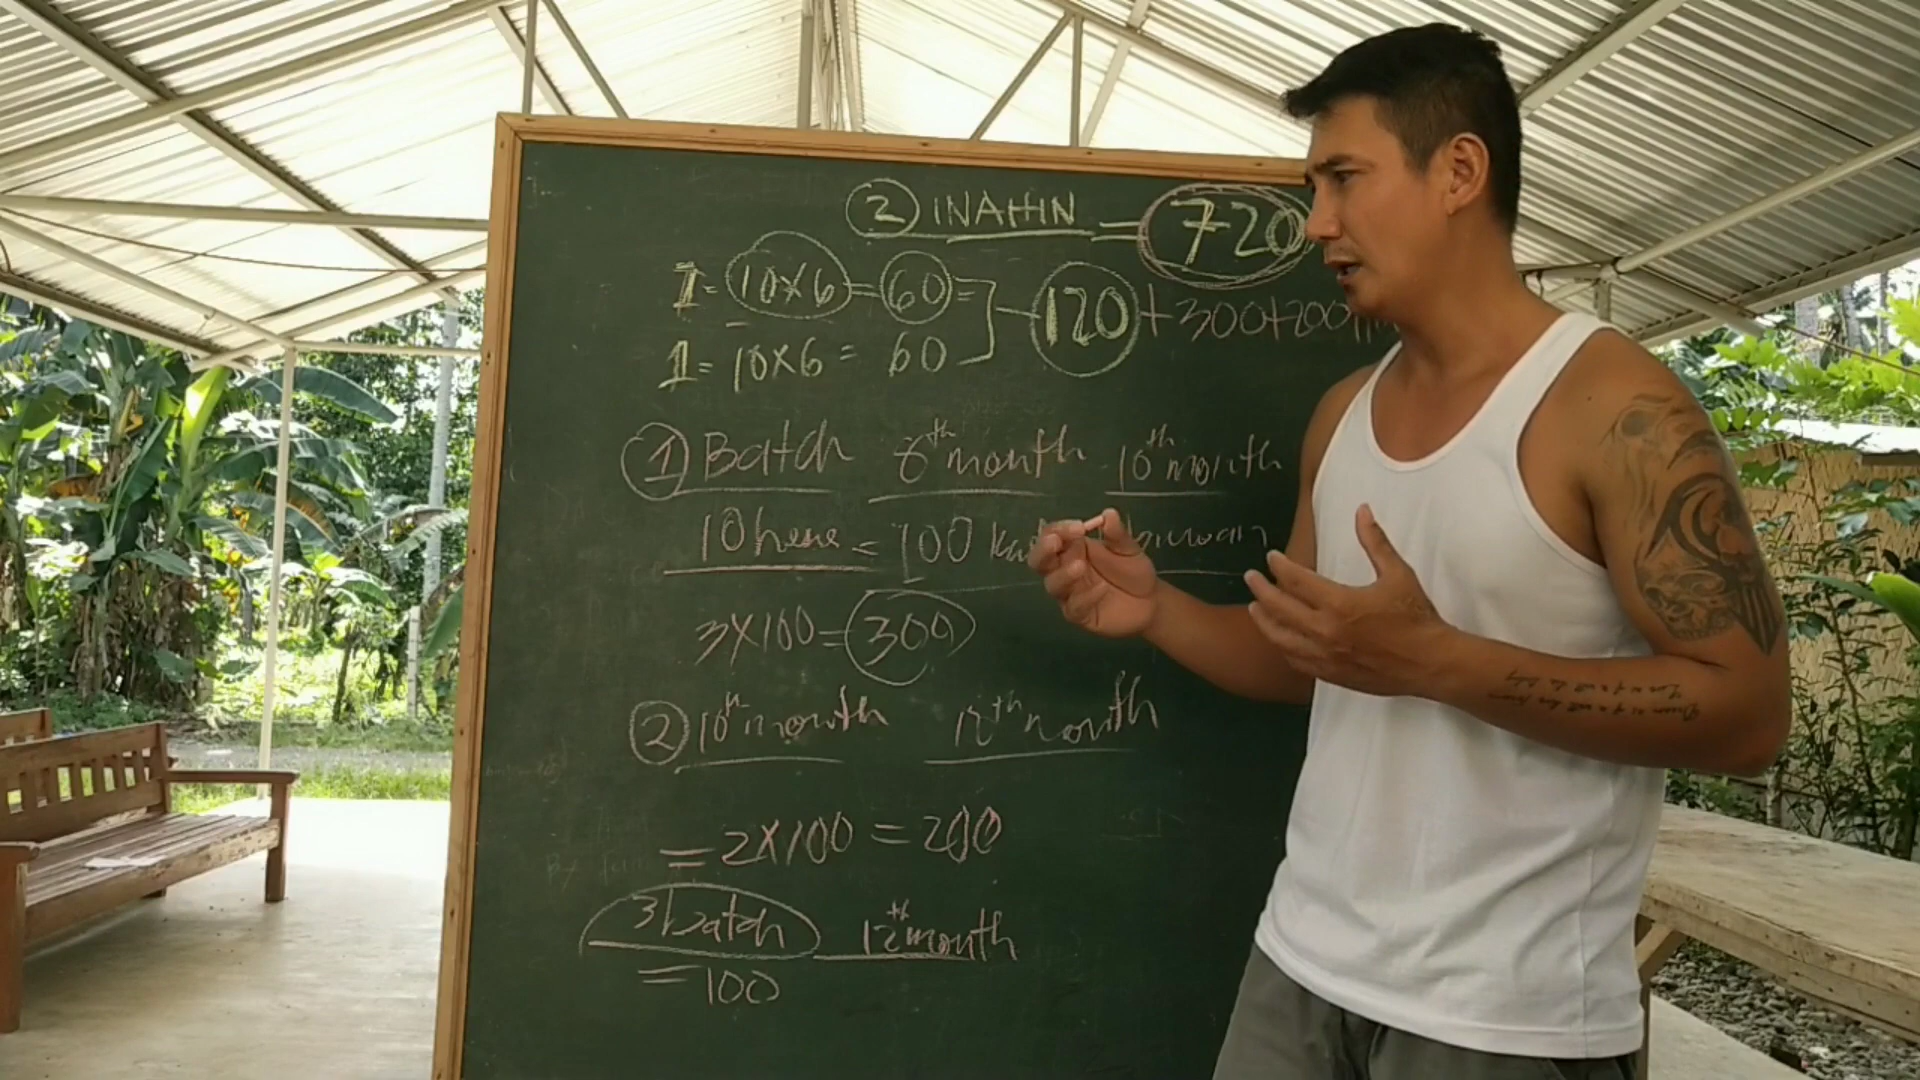 2 INAHIN = 720
1 = 10x6 = 60 =
1 = 10x6 = 60
120 + 300 + 200
1 Batch 8th month 10th month
10 hens = 100
3x100 = 300
2 10th month 12th month
= 2x100 = 200
3 batch 12th month
= 100